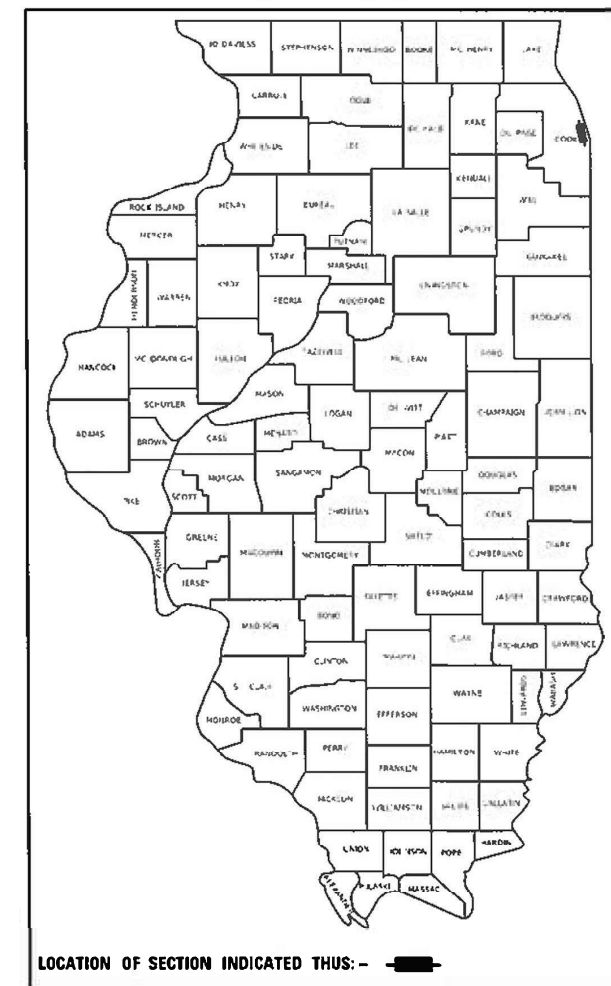 JO DAVIESS STEPHENSON WINNEBAGO BOONE MC HENRY LAKE
CARROLL OGLE DE KALB KANE DU PAGE COOK
WHITESIDE LEE
KENDALL WILL
ROCK ISLAND HENRY BUREAU LA SALLE GRUNDY
MERCER PUTNAM KANKAKEE
STARK MARSHALL
HENDERSON WARREN KNOX PEORIA WOODFORD LIVINGSTON IROQUOIS
HANCOCK MC DONOUGH FULTON TAZEWELL MC LEAN FORD
MASON
SCHUYLER LOGAN DE WITT CHAMPAIGN VERMILION
ADAMS BROWN CASS MENARD PIATT
MACON
PIKE SCOTT MORGAN SANGAMON MOULTRIE DOUGLAS EDGAR
CHRISTIAN COLES
CALHOUN GREENE MACOUPIN MONTGOMERY SHELBY CUMBERLAND CLARK
JERSEY FAYETTE EFFINGHAM JASPER CRAWFORD
MADISON BOND CLAY RICHLAND LAWRENCE
CLINTON MARION
ST CLAIR WAYNE EDWARDS WABASH
MONROE WASHINGTON JEFFERSON
RANDOLPH PERRY HAMILTON WHITE
FRANKLIN
JACKSON WILLIAMSON SALINE GALLATIN
UNION JOHNSON POPE HARDIN
ALEXANDER PULASKI MASSAC
LOCATION OF SECTION INDICATED THUS: -